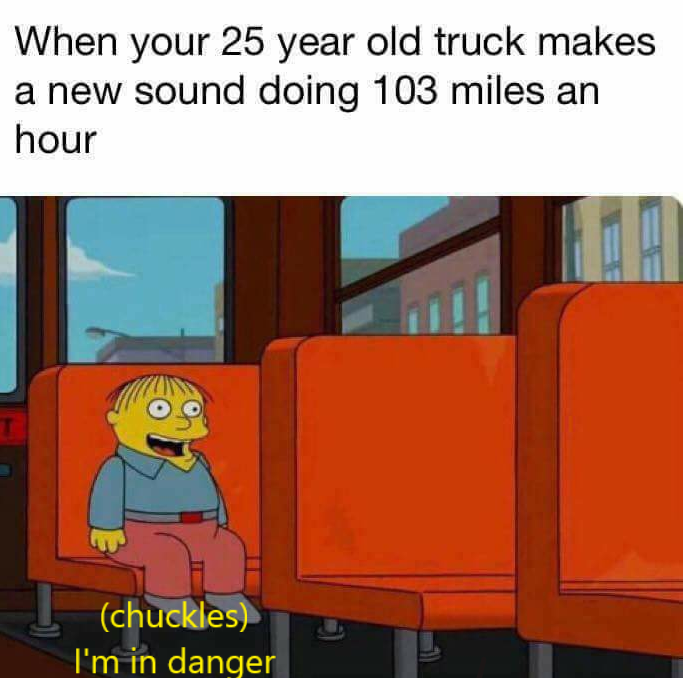 When your 25 year old truck makes
a new sound doing 103 miles an
hour
T
(chuckles)
I'm in danger